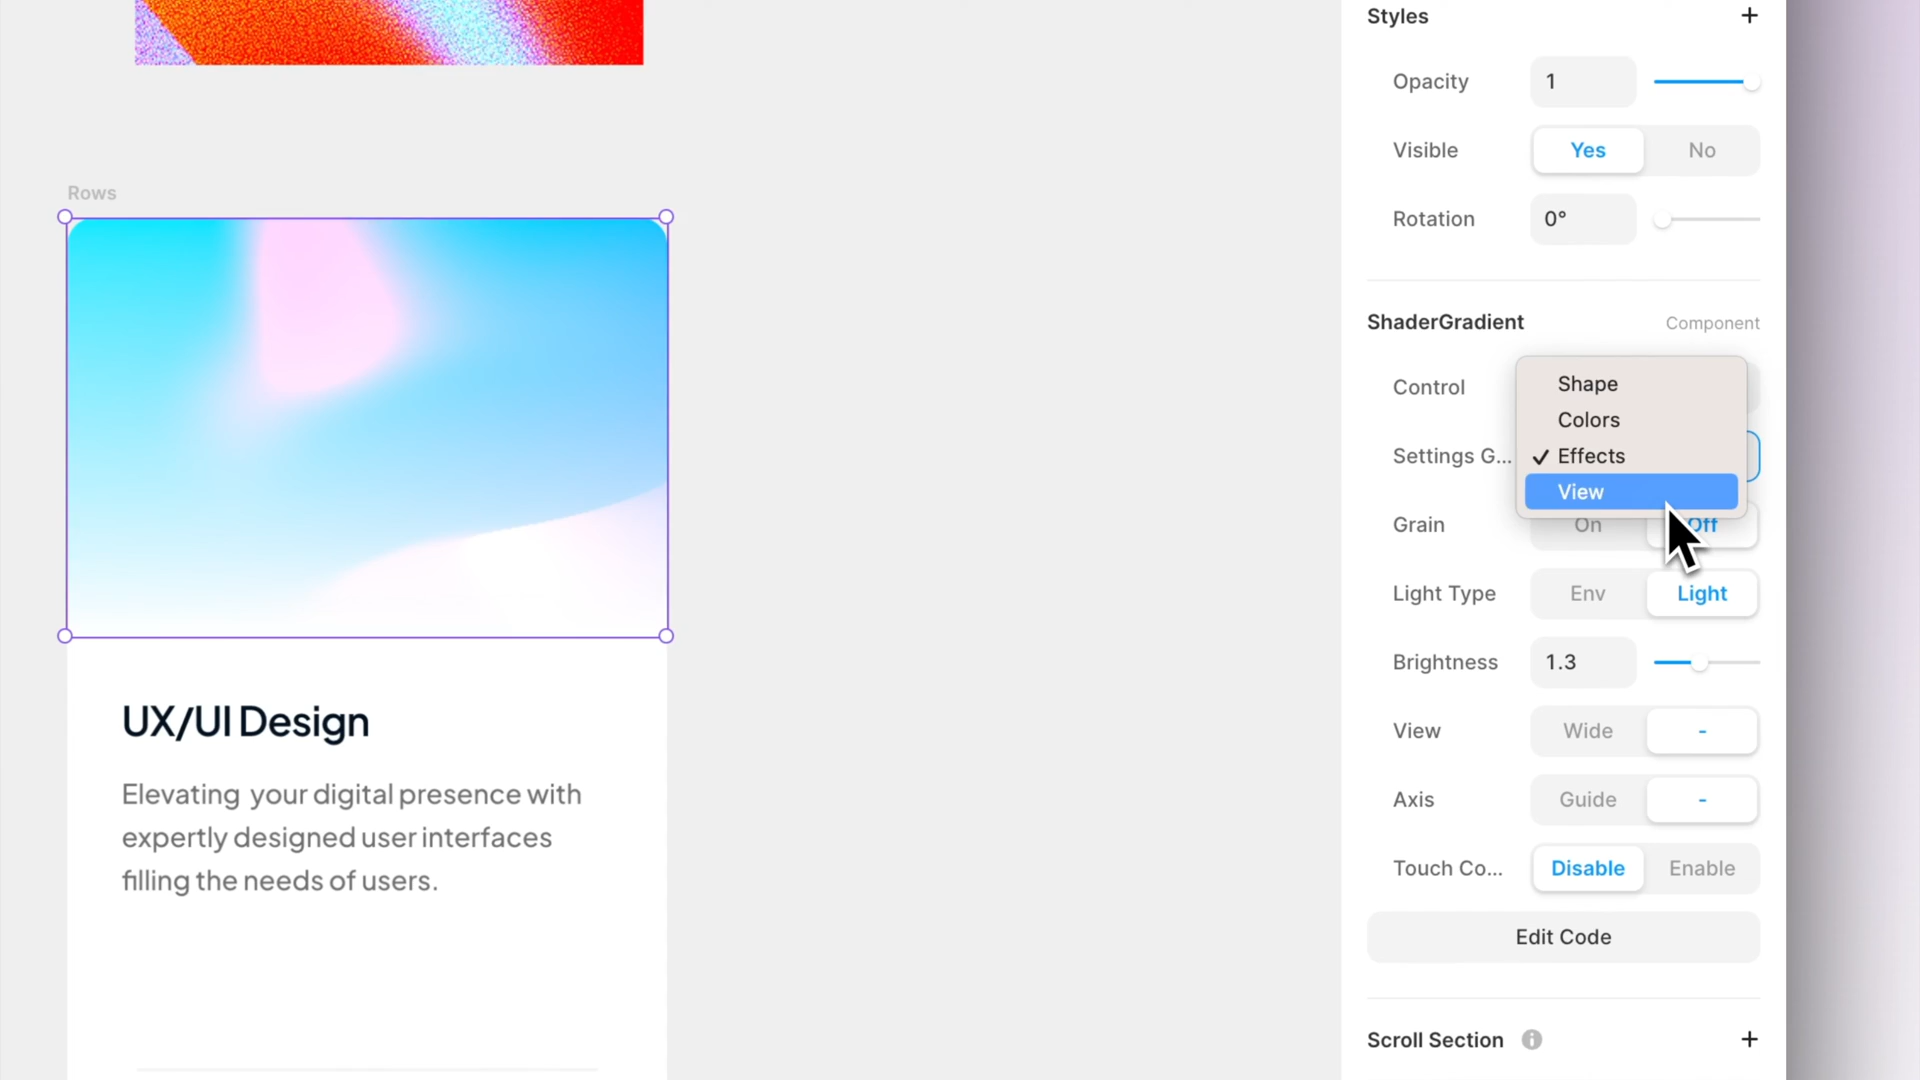 Styles +
Opacity 1
Visible Yes No
Rotation 0°
Rows
ShaderGradient Component
Control
Settings G...
Shape
Colors
✓ Effects
View
Grain On Off
Light Type Env Light
Brightness 1.3
View Wide -
Axis Guide -
Touch Co... Disable Enable
Edit Code
Scroll Section i +
UX/UI Design
Elevating your digital presence with
expertly designed user interfaces
filling the needs of users.